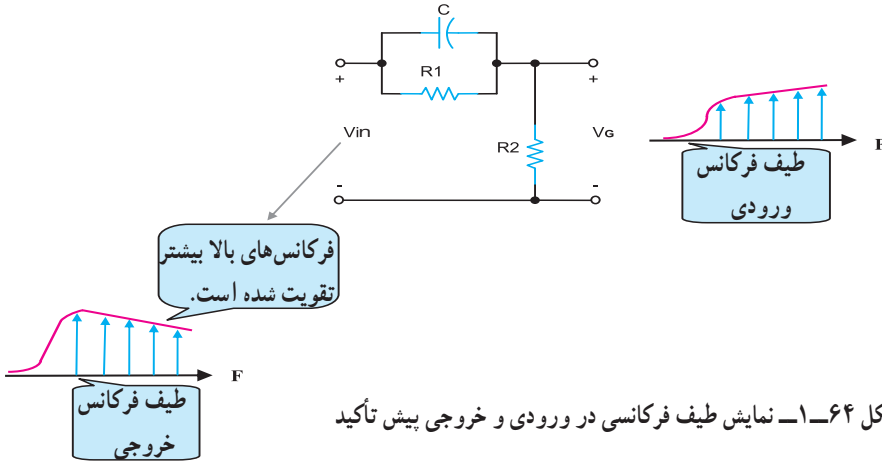 C
+
R1
+
Vin
R2
VG
-
-
F
طیف فرکانس
ورودی
فرکانس‌های بالا بیشتر
تقویت شده است.
F
طیف فرکانس
خروجی
کل ۶۴ــ۱ــ نمایش طیف فرکانسی در ورودی و خروجی پیش تأکید